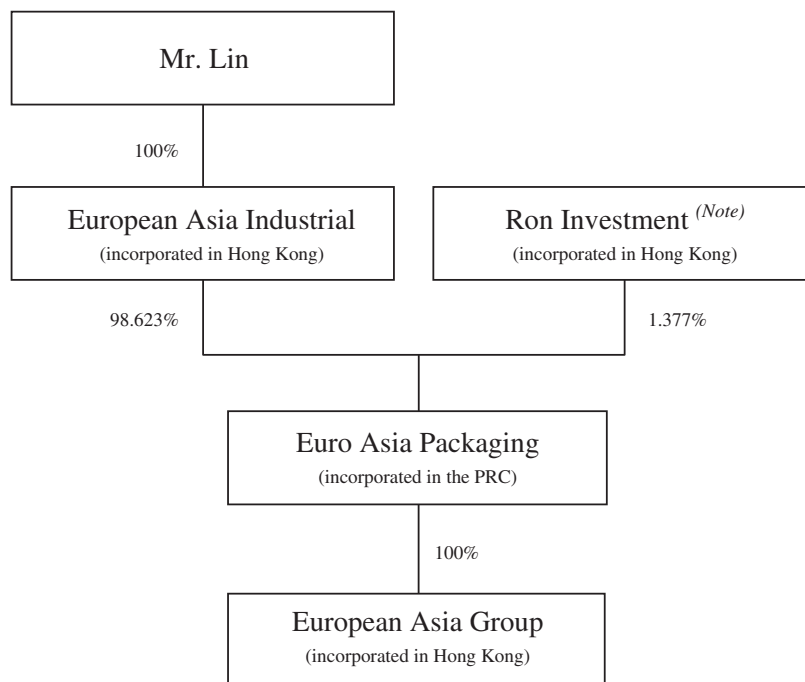 Mr. Lin
100%
European Asia Industrial
(incorporated in Hong Kong)
Ron Investment (Note)
(incorporated in Hong Kong)
98.623%
1.377%
Euro Asia Packaging
(incorporated in the PRC)
100%
European Asia Group
(incorporated in Hong Kong)